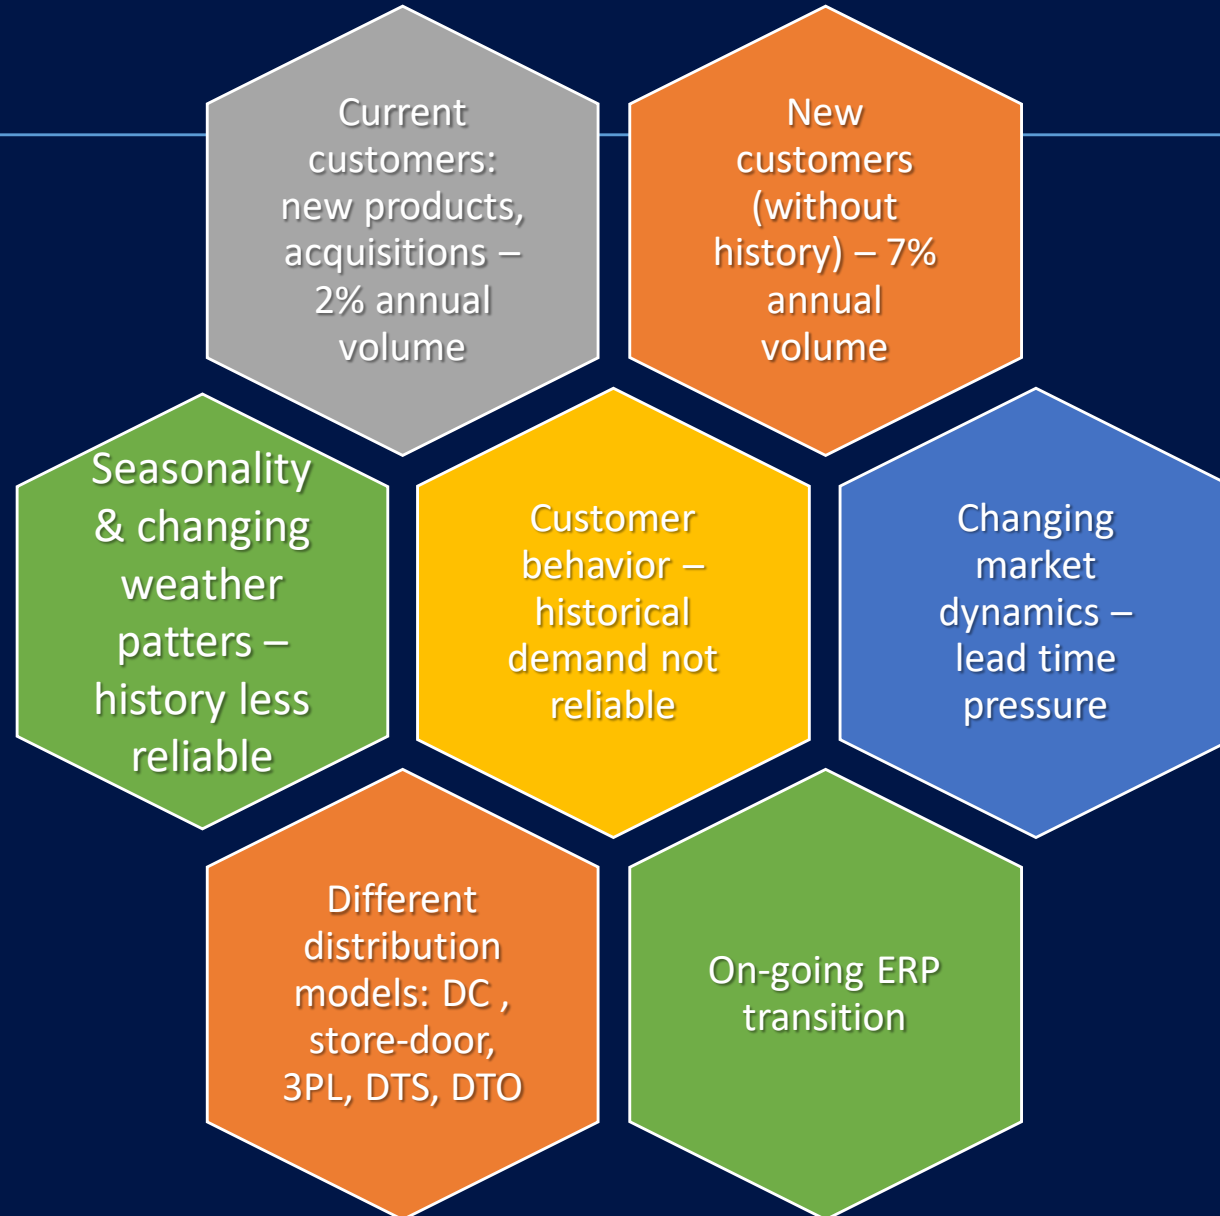 Current
customers:
new products,
acquisitions –
2% annual
volume
New
customers
(without
history) – 7%
annual
volume
Seasonality
& changing
weather
patters –
history less
reliable
Customer
behavior –
historical
demand not
reliable
Changing
market
dynamics –
lead time
pressure
Different
distribution
models: DC ,
store-door,
3PL, DTS, DTO
On-going ERP
transition